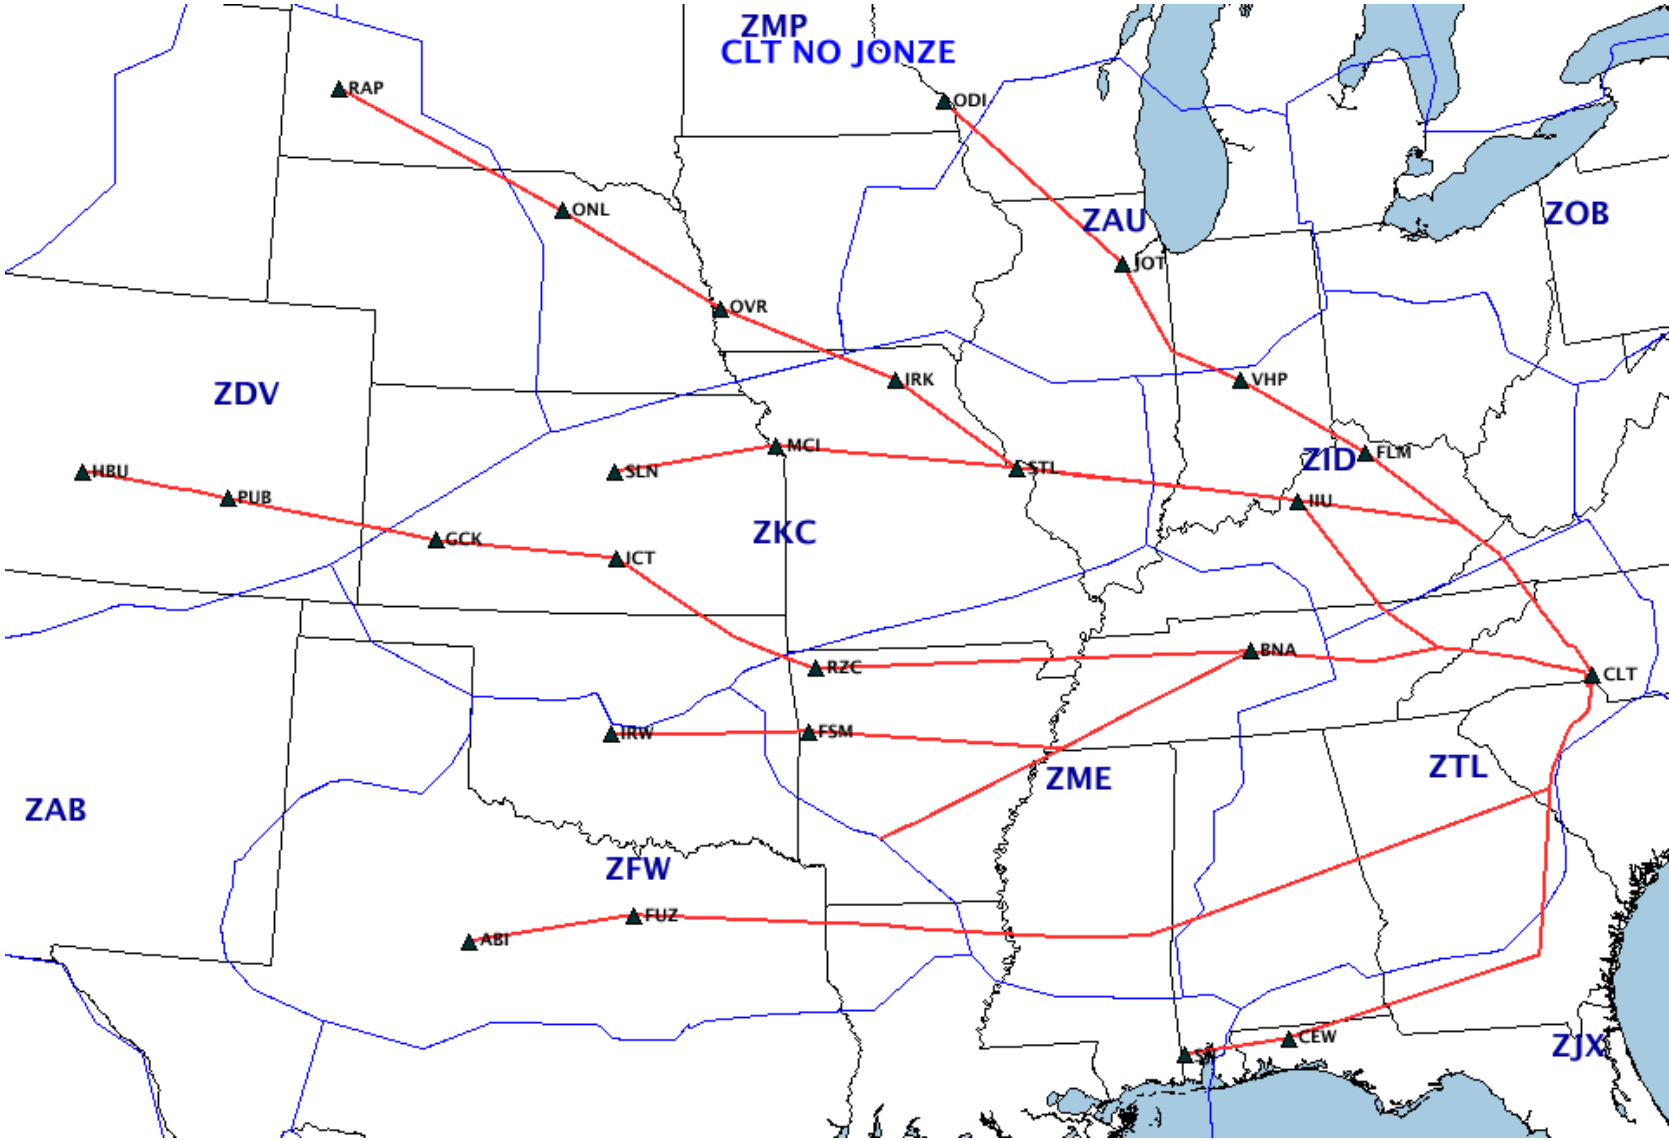 ZMP
CLT NO JONZE
RAP
ODI
ONL
ZAU
ZOB
JOT
OVR
ZDV
IRK
VHP
MCI
FLM
ZID
HBU
SLN
STL
PUB
IIU
ZKC
GCK
ICT
BNA
RZC
CLT
IRW
FSM
ZTL
ZME
ZAB
ZFW
FUZ
ABI
CEW
ZJX